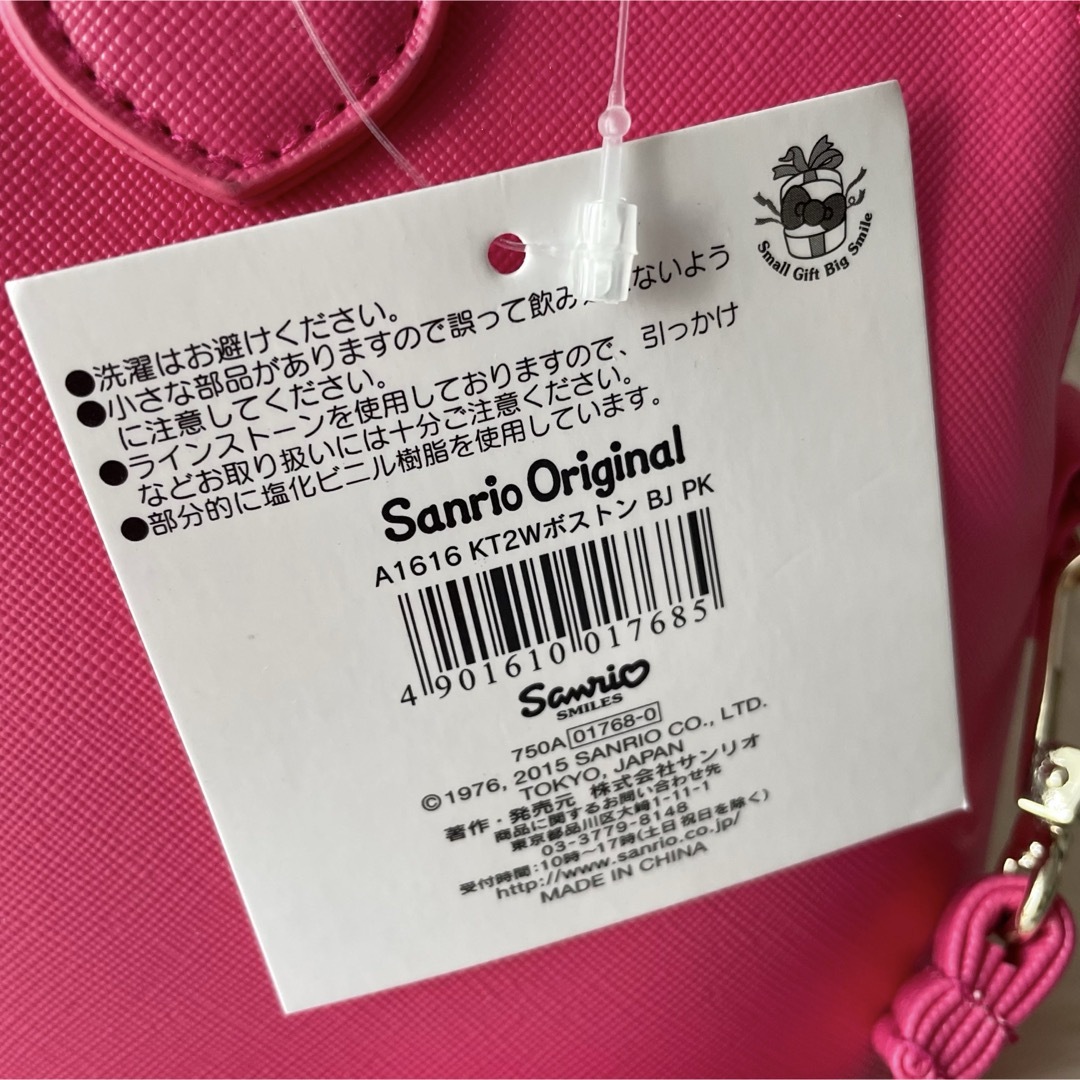 Small Gift Big Smile
●洗濯はお避けください。
●小さな部品がありますので誤って飲み ないよう
に注意してください。
●ラインストーンを使用しておりますので、引っかけ
などお取り扱いには十分ご注意ください。
●部分的に塩化ビニル樹脂を使用しています。
Sanrio Original
A1616 KT2Wボストン BJ PK
4 901610 017685
Sanrio
SMILES
750A 01768-0
©1976, 2015 SANRIO CO., LTD.
TOKYO, JAPAN
著作・発売元 株式会社サンリオ
商品に関するお問い合わせ先
東京都品川区大崎1-11-1
03-3779-8148
受付時間:10時〜17時(土日祝日を除く)
http://www.sanrio.co.jp/
MADE IN CHINA